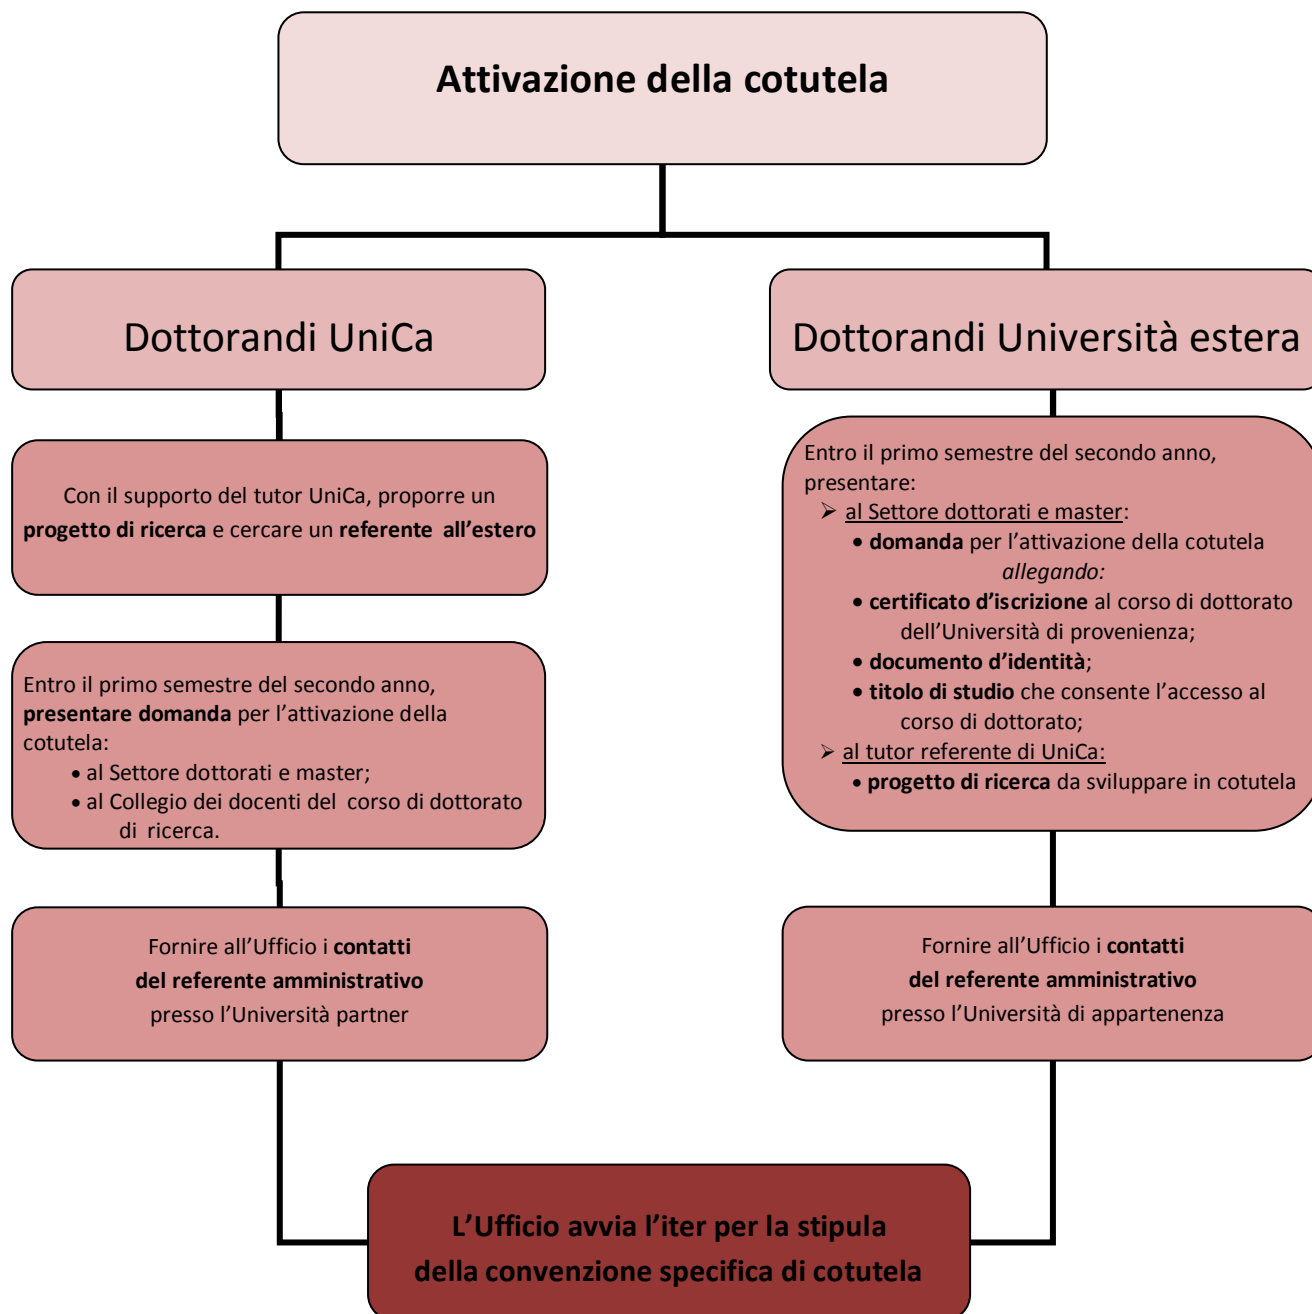 Attivazione della cotutela
Dottorandi UniCa
Dottorandi Università estera
Con il supporto del tutor UniCa, proporre un
progetto di ricerca e cercare un referente all’estero
Entro il primo semestre del secondo anno,
presentare domanda per l’attivazione della
cotutela:
• al Settore dottorati e master;
• al Collegio dei docenti del corso di dottorato
di ricerca.
Fornire all’Ufficio i contatti
del referente amministrativo
presso l’Università partner
Entro il primo semestre del secondo anno,
presentare:
➢ al Settore dottorati e master:
• domanda per l’attivazione della cotutela
allegando:
• certificato d’iscrizione al corso di dottorato
dell’Università di provenienza;
• documento d’identità;
• titolo di studio che consente l’accesso al
corso di dottorato;
➢ al tutor referente di UniCa:
• progetto di ricerca da sviluppare in cotutela
Fornire all’Ufficio i contatti
del referente amministrativo
presso l’Università di appartenenza
L’Ufficio avvia l’iter per la stipula
della convenzione specifica di cotutela